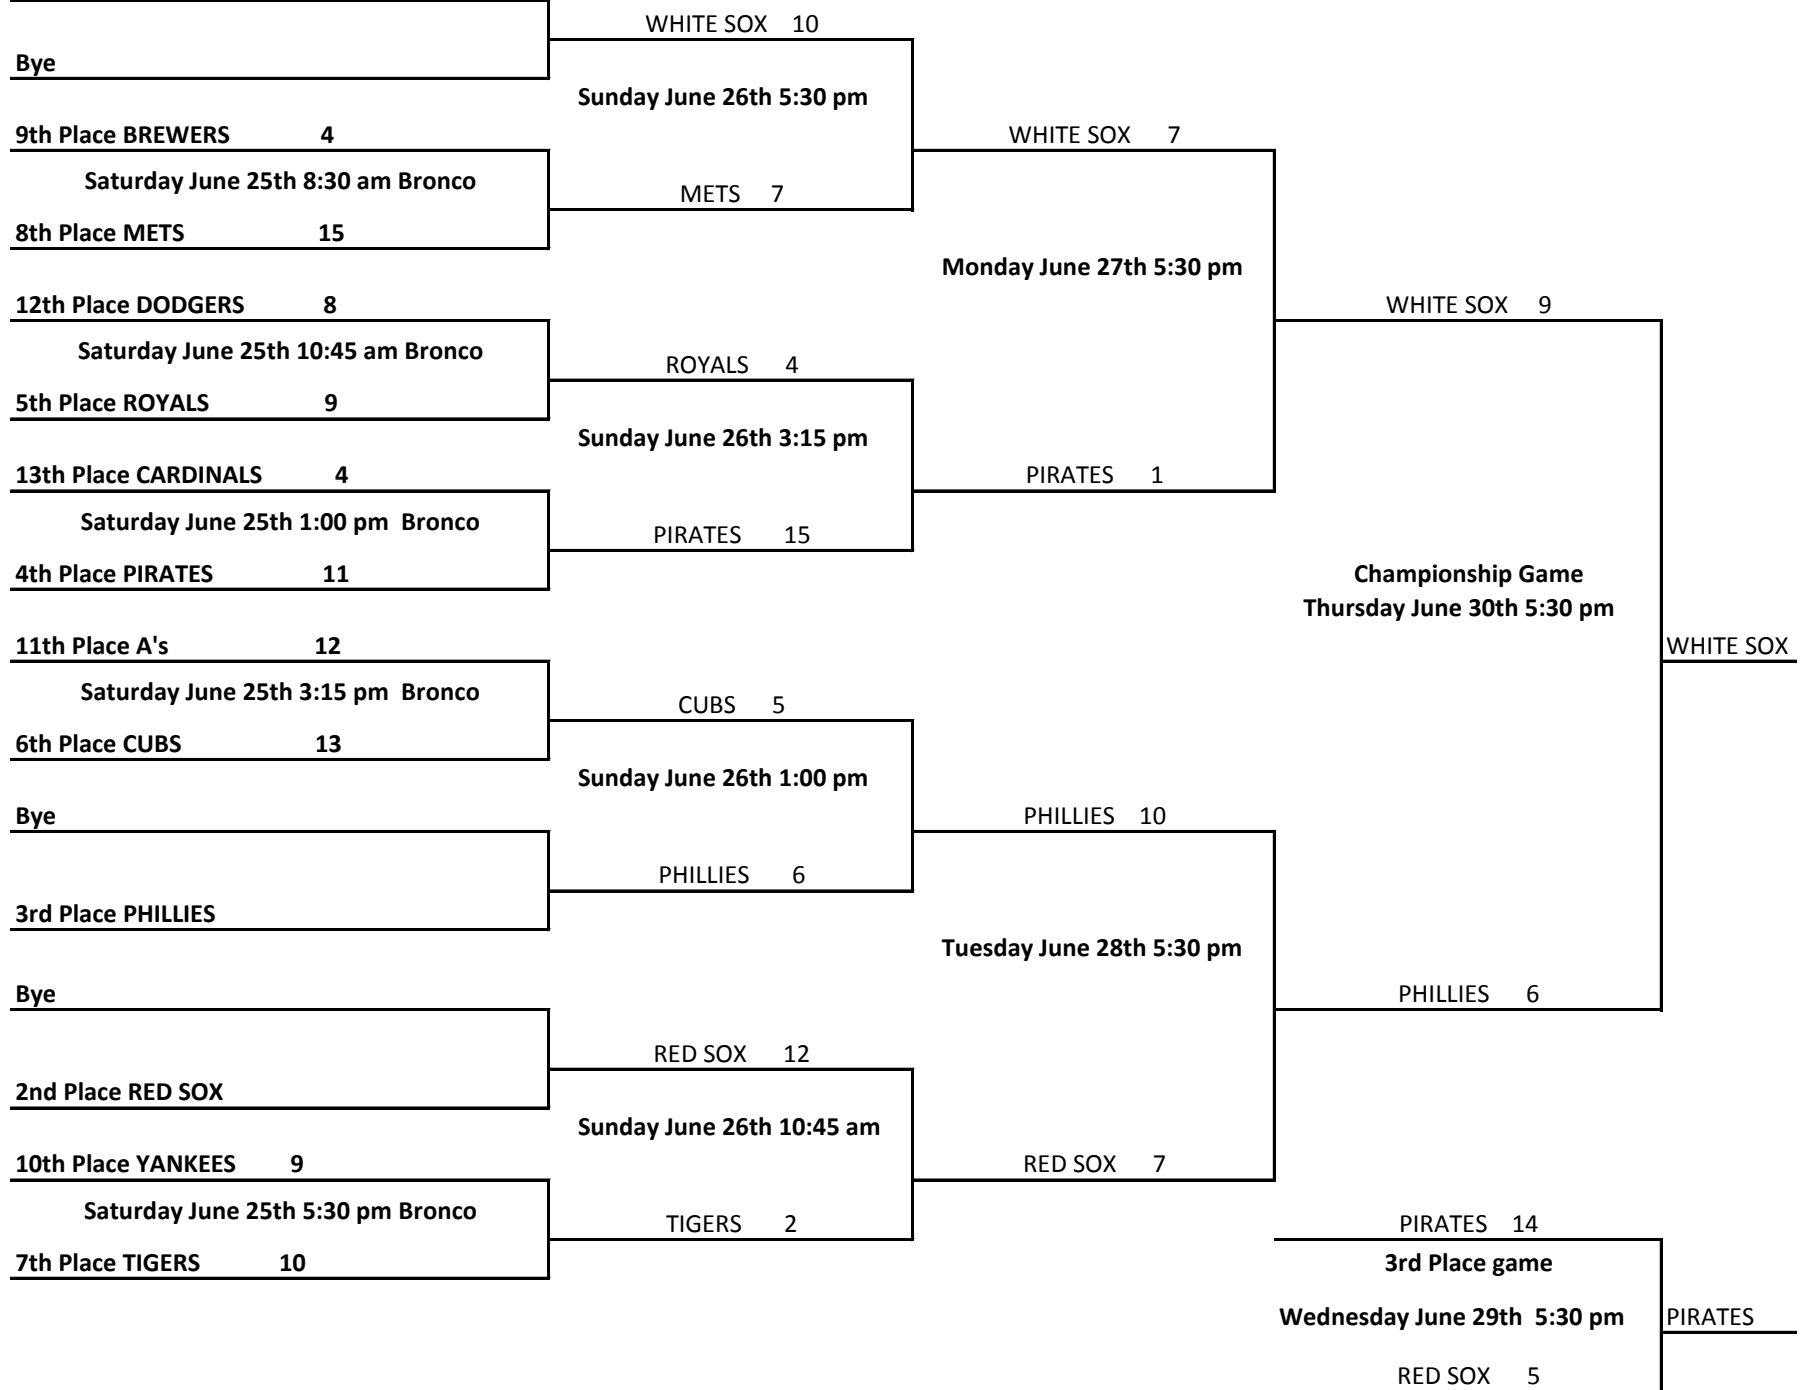 WHITE SOX 10
Bye
Sunday June 26th 5:30 pm
9th Place BREWERS 4
WHITE SOX 7
Saturday June 25th 8:30 am Bronco
METS 7
8th Place METS 15
Monday June 27th 5:30 pm
12th Place DODGERS 8
WHITE SOX 9
Saturday June 25th 10:45 am Bronco
ROYALS 4
5th Place ROYALS 9
Sunday June 26th 3:15 pm
13th Place CARDINALS 4
PIRATES 1
Saturday June 25th 1:00 pm Bronco
PIRATES 15
4th Place PIRATES 11
Championship Game
Thursday June 30th 5:30 pm
11th Place A's 12
WHITE SOX
Saturday June 25th 3:15 pm Bronco
CUBS 5
6th Place CUBS 13
Sunday June 26th 1:00 pm
Bye
PHILLIES 10
PHILLIES 6
3rd Place PHILLIES
Tuesday June 28th 5:30 pm
Bye
PHILLIES 6
RED SOX 12
2nd Place RED SOX
Sunday June 26th 10:45 am
10th Place YANKEES 9
RED SOX 7
Saturday June 25th 5:30 pm Bronco
TIGERS 2
PIRATES 14
7th Place TIGERS 10
3rd Place game
Wednesday June 29th 5:30 pm
PIRATES
RED SOX 5